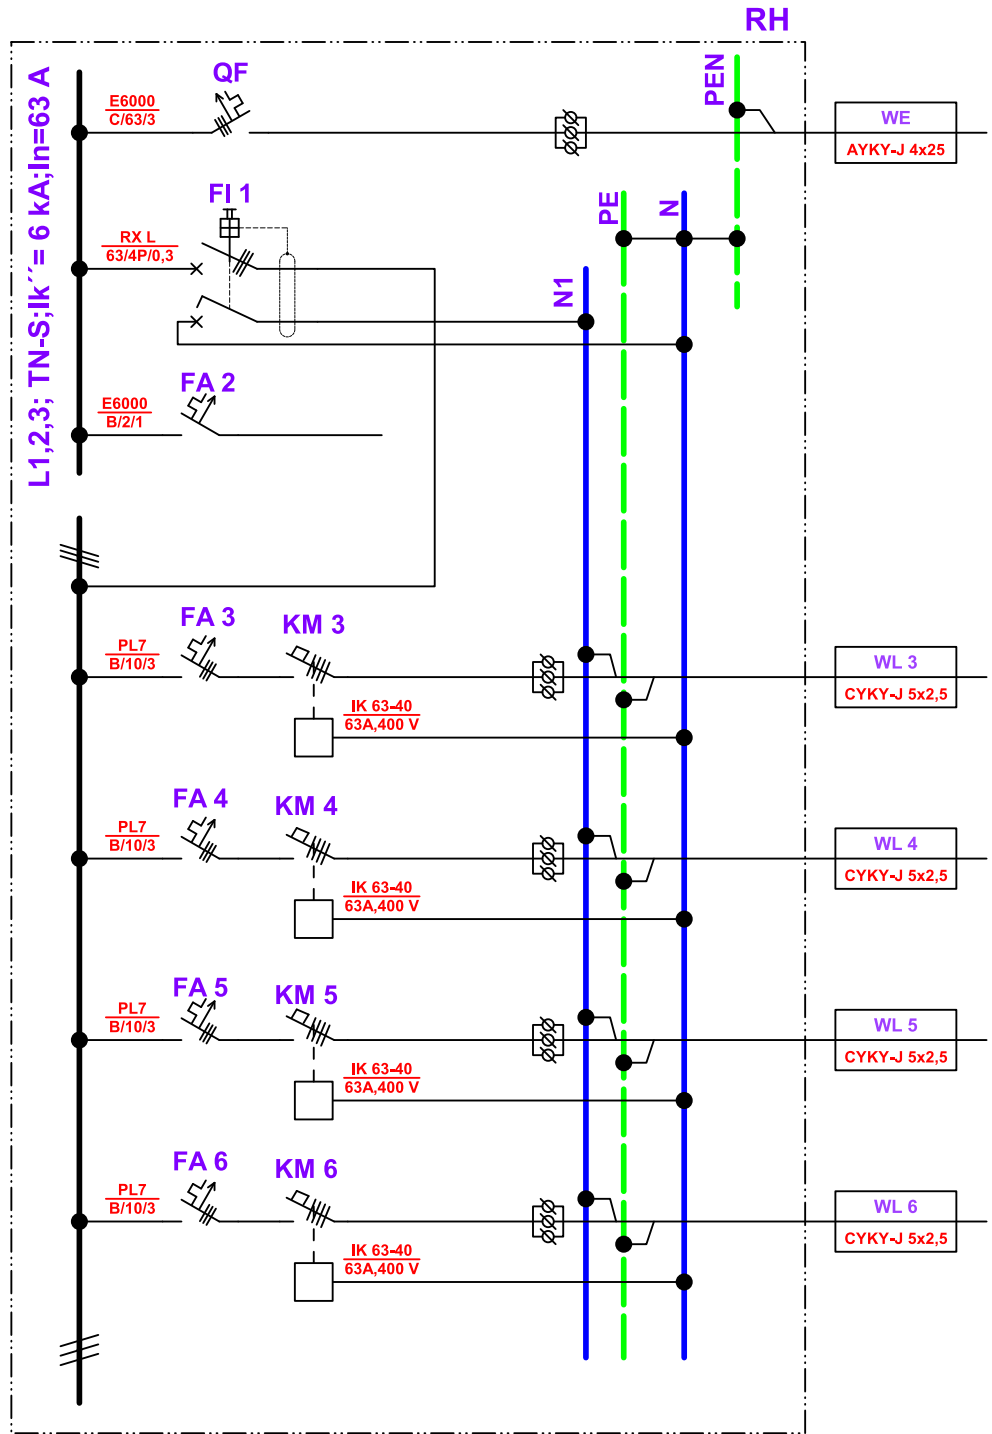 RH
L1,2,3; TN-S;Ik´´= 6 kA;In=63 A
QF
E6000
C/63/3
PEN
WE
AYKY-J 4x25
FI 1
RX L
63/4P/0,3
PE
N
N1
FA 2
E6000
B/2/1
FA 3
KM 3
PL7
B/10/3
IK 63-40
63A,400 V
WL 3
CYKY-J 5x2,5
FA 4
KM 4
PL7
B/10/3
IK 63-40
63A,400 V
WL 4
CYKY-J 5x2,5
FA 5
KM 5
PL7
B/10/3
IK 63-40
63A,400 V
WL 5
CYKY-J 5x2,5
FA 6
KM 6
PL7
B/10/3
IK 63-40
63A,400 V
WL 6
CYKY-J 5x2,5